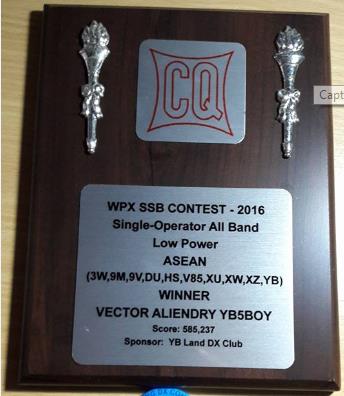 CQ
Capt
WPX SSB CONTEST - 2016
Single-Operator All Band
Low Power
ASEAN
(3W,9M,9V,DU,HS,V85,XU,XW,XZ,YB)
WINNER
VECTOR ALIENDRY YB5BOY
Score: 585,237
Sponsor: YB Land DX Club